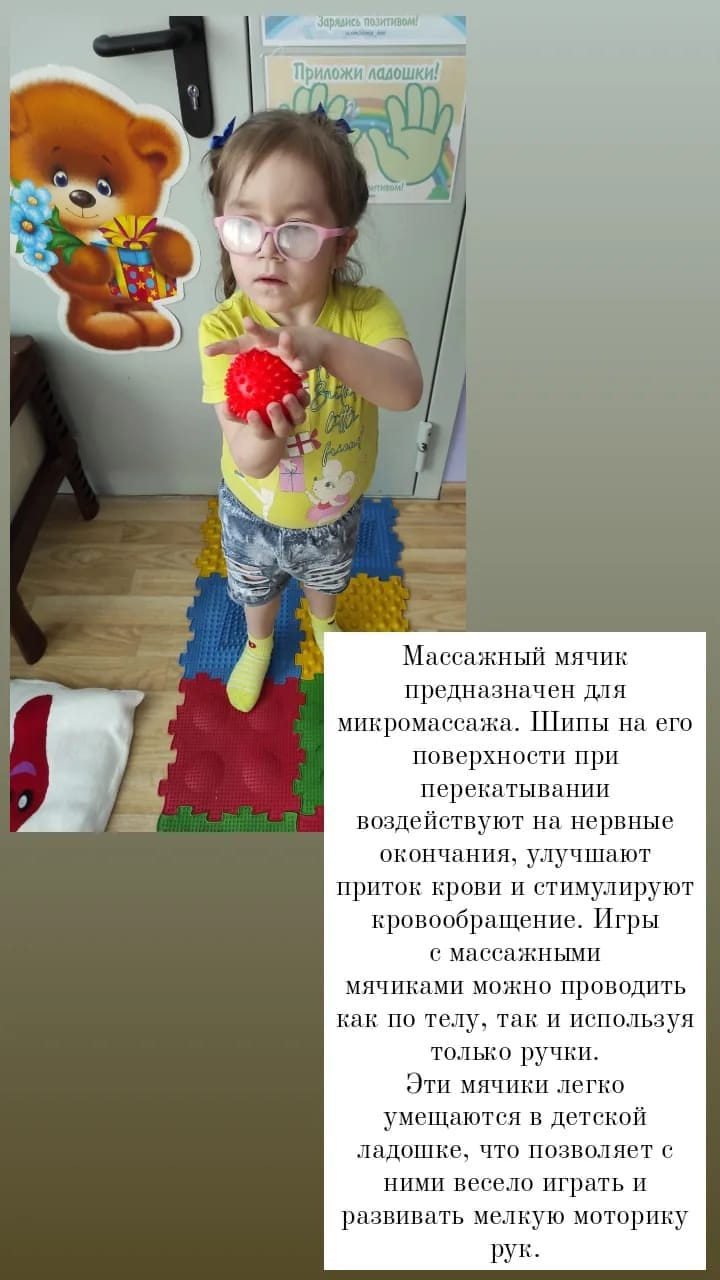 Зарядись позитивом!
Приложи ладошки!
Массажный мячик
предназначен для
микромассажа. Шипы на его
поверхности при
перекатывании
воздействуют на нервные
окончания, улучшают
приток крови и стимулируют
кровообращение. Игры
с массажными
мячиками можно проводить
как по телу, так и используя
только ручки.
Эти мячики легко
умещаются в детской
ладошке, что позволяет с
ними весело играть и
развивать мелкую моторику
рук.